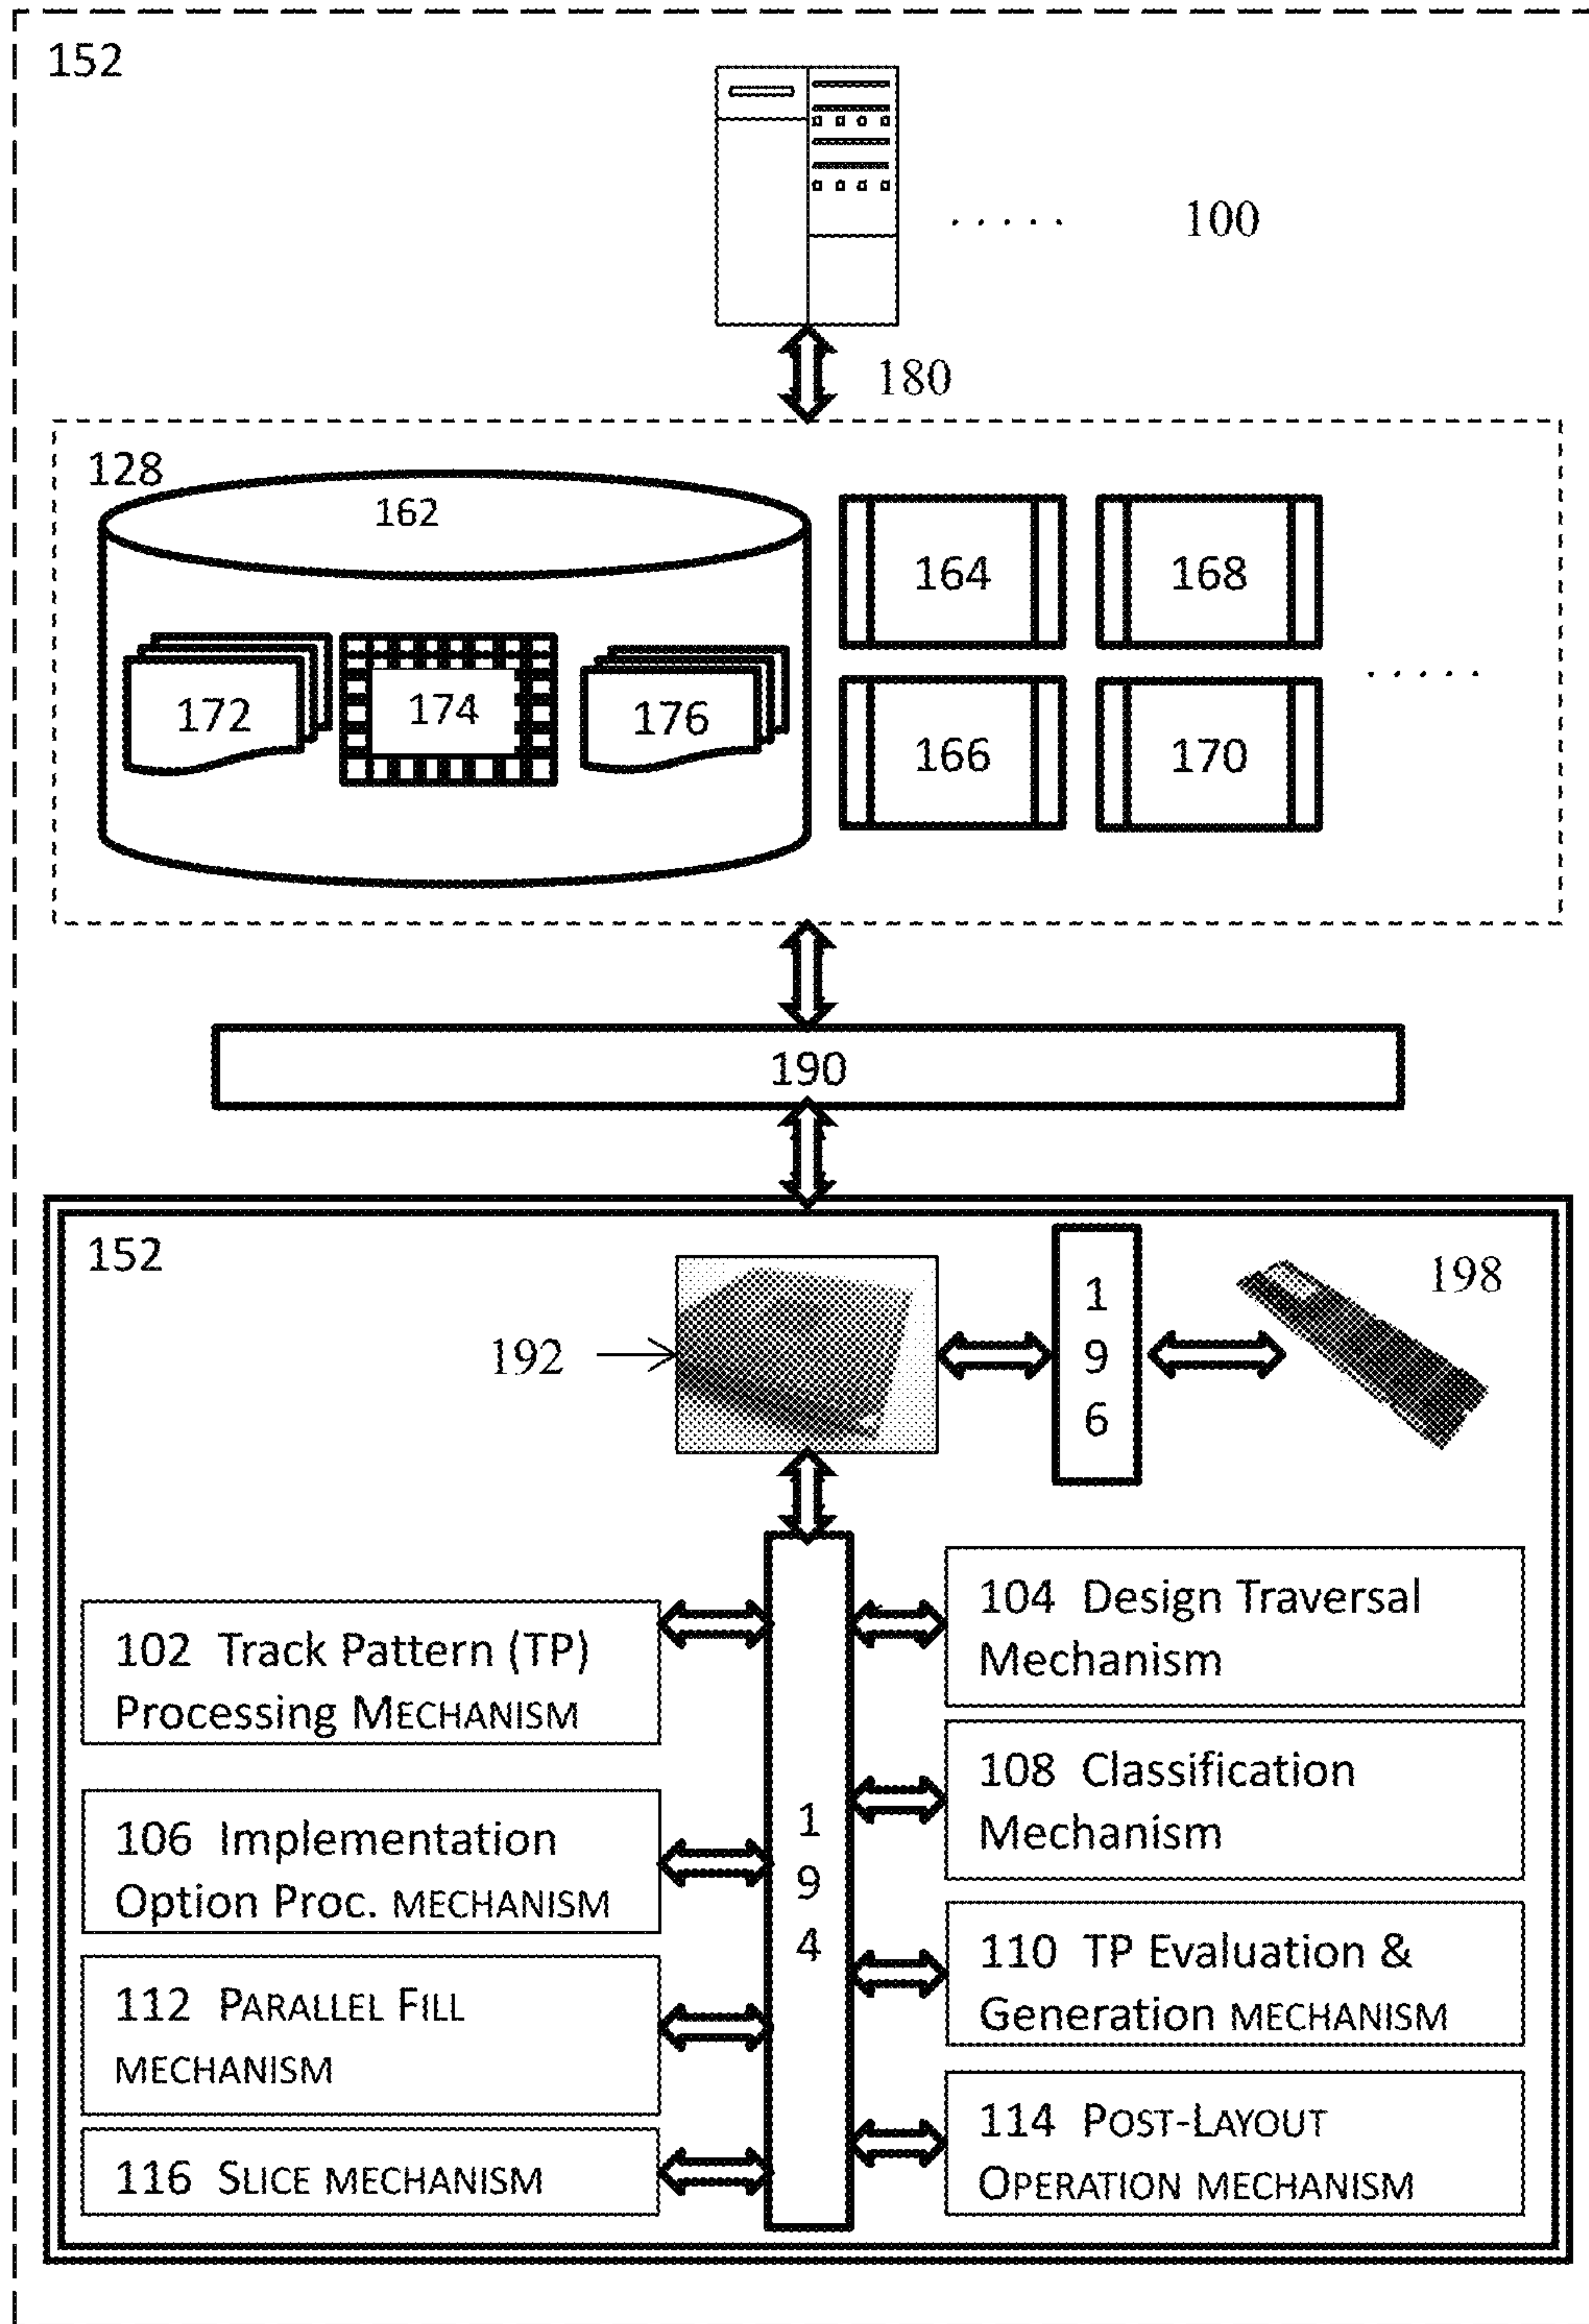 152
. . . . . 100
180
128
162
164 168
172 174 176
. . . . .
166 170
190
152
198
192
1
9
6
104 Design Traversal
Mechanism
102 Track Pattern (TP)
Processing MECHANISM
108 Classification
Mechanism
1
9
4
106 Implementation
Option Proc. MECHANISM
110 TP Evaluation &
Generation MECHANISM
112 PARALLEL FILL
MECHANISM
114 POST-LAYOUT
OPERATION MECHANISM
116 SLICE MECHANISM